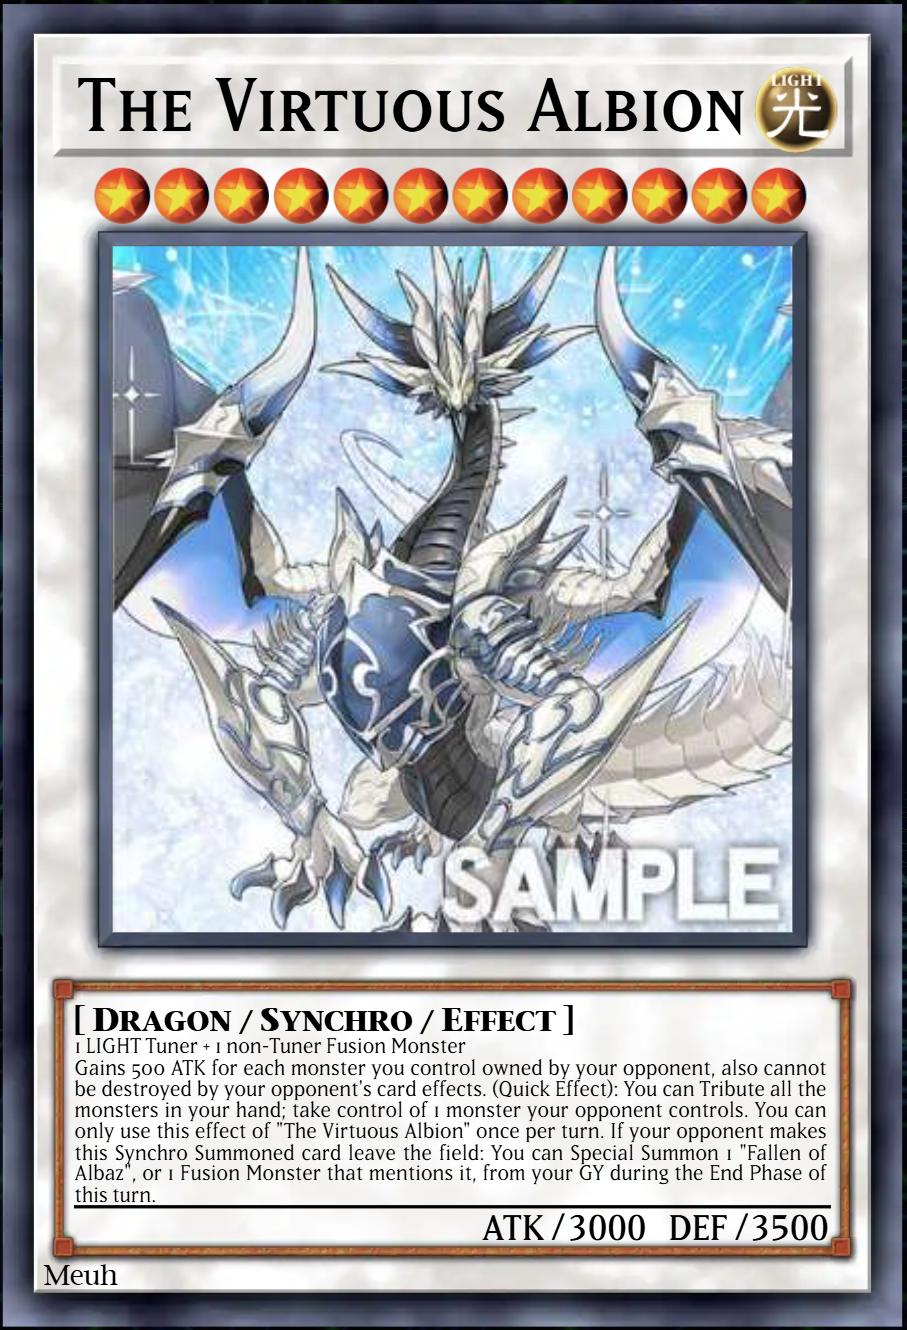 THE VIRTUOUS ALBION
LIGHT
光
SAMPLE
[ DRAGON / SYNCHRO / EFFECT ]
1 LIGHT Tuner + 1 non-Tuner Fusion Monster
Gains 500 ATK for each monster you control owned by your opponent, also cannot
be destroyed by your opponent's card effects. (Quick Effect): You can Tribute all the
monsters in your hand; take control of 1 monster your opponent controls. You can
only use this effect of "The Virtuous Albion" once per turn. If your opponent makes
this Synchro Summoned card leave the field: You can Special Summon 1 "Fallen of
Albaz", or 1 Fusion Monster that mentions it, from your GY during the End Phase of
this turn.
ATK/3000 DEF/3500
Meuh